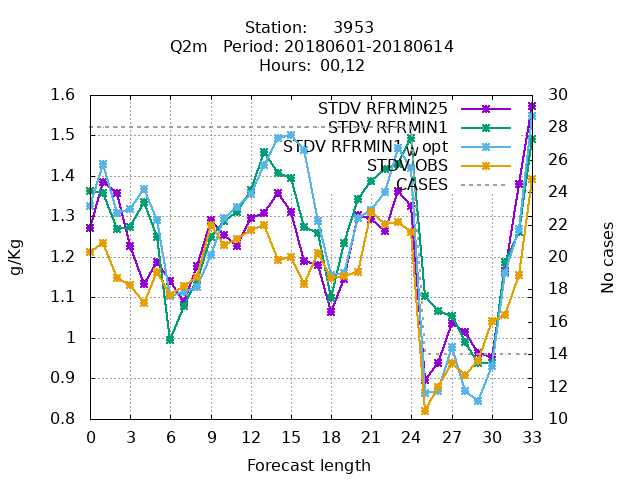 Station: 3953
Q2m Period: 20180601-20180614
Hours: 00,12
STDV RFRMIN25
STDV RFRMIN1
STDV RFRMIN1_w_opt
STDV OBS
CASES
g/Kg
No cases
1.6
1.5
1.4
1.3
1.2
1.1
1
0.9
0.8
30
28
26
24
22
20
18
16
14
12
10
0 3 6 9 12 15 18 21 24 27 30 33
Forecast length